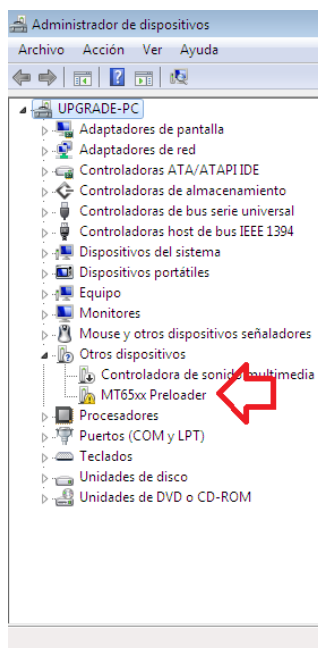 Administrador de dispositivos
Archivo Acción Ver Ayuda
UPGRADE-PC
Adaptadores de pantalla
Adaptadores de red
Controladoras ATA/ATAPI IDE
Controladoras de almacenamiento
Controladoras de bus serie universal
Controladoras host de bus IEEE 1394
Dispositivos del sistema
Dispositivos portátiles
Equipo
Monitores
Mouse y otros dispositivos señaladores
Otros dispositivos
Controladora de sonido multimedia
MT65xx Preloader
Procesadores
Puertos (COM y LPT)
Teclados
Unidades de disco
Unidades de DVD o CD-ROM